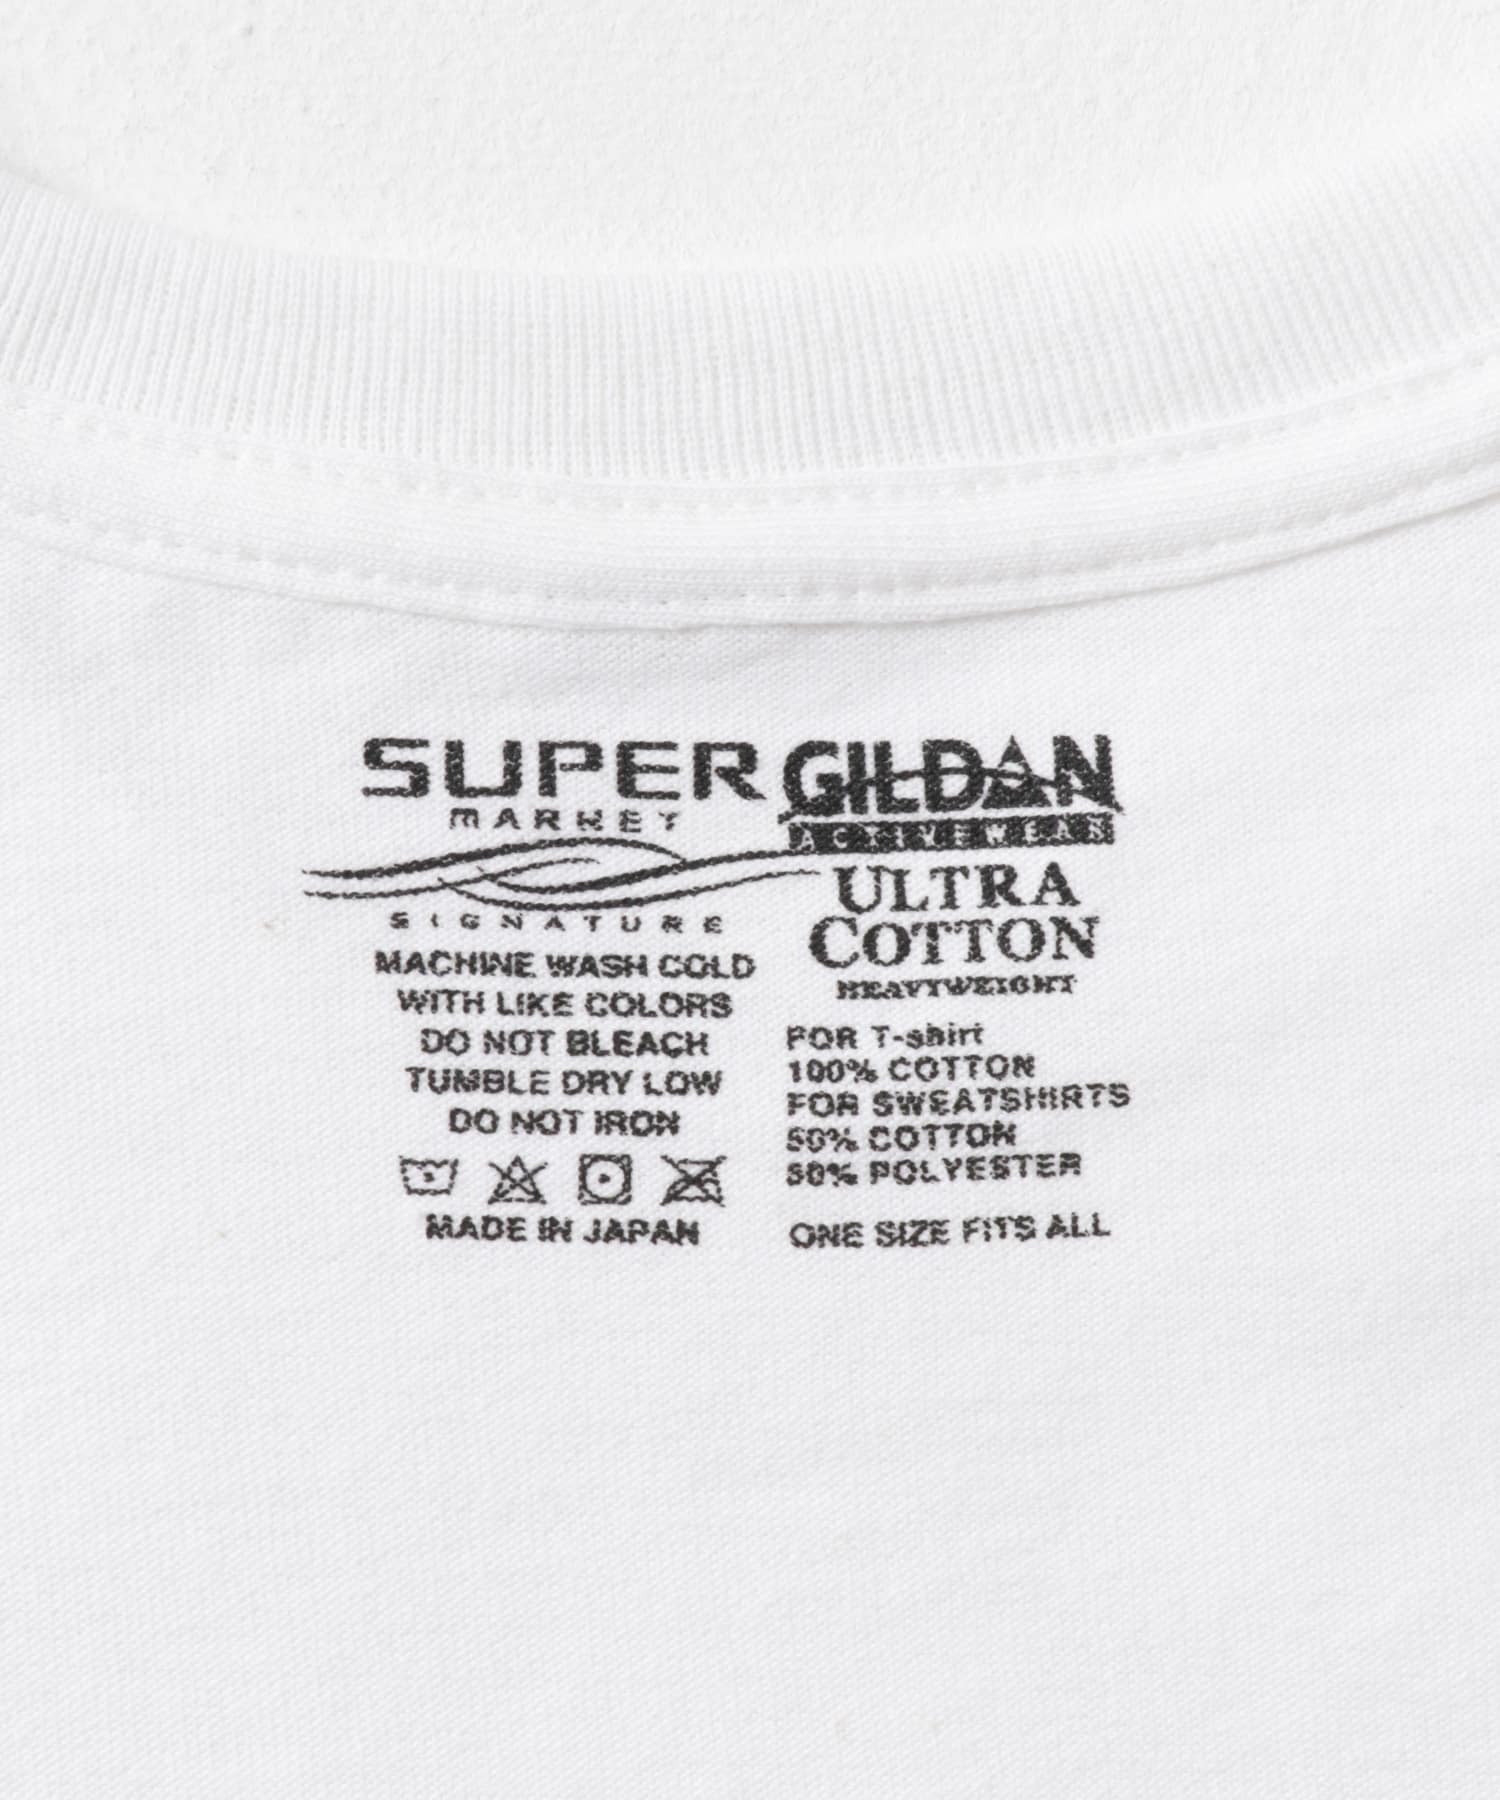 SUPER
MARKET
SIGNATURE
MACHINE WASH COLD
WITH LIKE COLORS
DO NOT BLEACH
TUMBLE DRY LOW
DO NOT IRON
MADE IN JAPAN
GILDAN
ACTIVEWEAR
ULTRA
COTTON
HEAVYWEIGHT
FOR T-shirt
100% COTTON
FOR SWEATSHIRTS
50% COTTON
50% POLYESTER
ONE SIZE FITS ALL